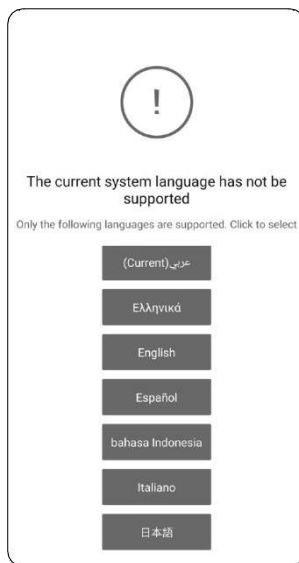 !
The current system language has not be
supported
Only the following languages are supported. Click to select
(Current)عربي
Ελληνικά
English
Español
bahasa Indonesia
Italiano
日本語